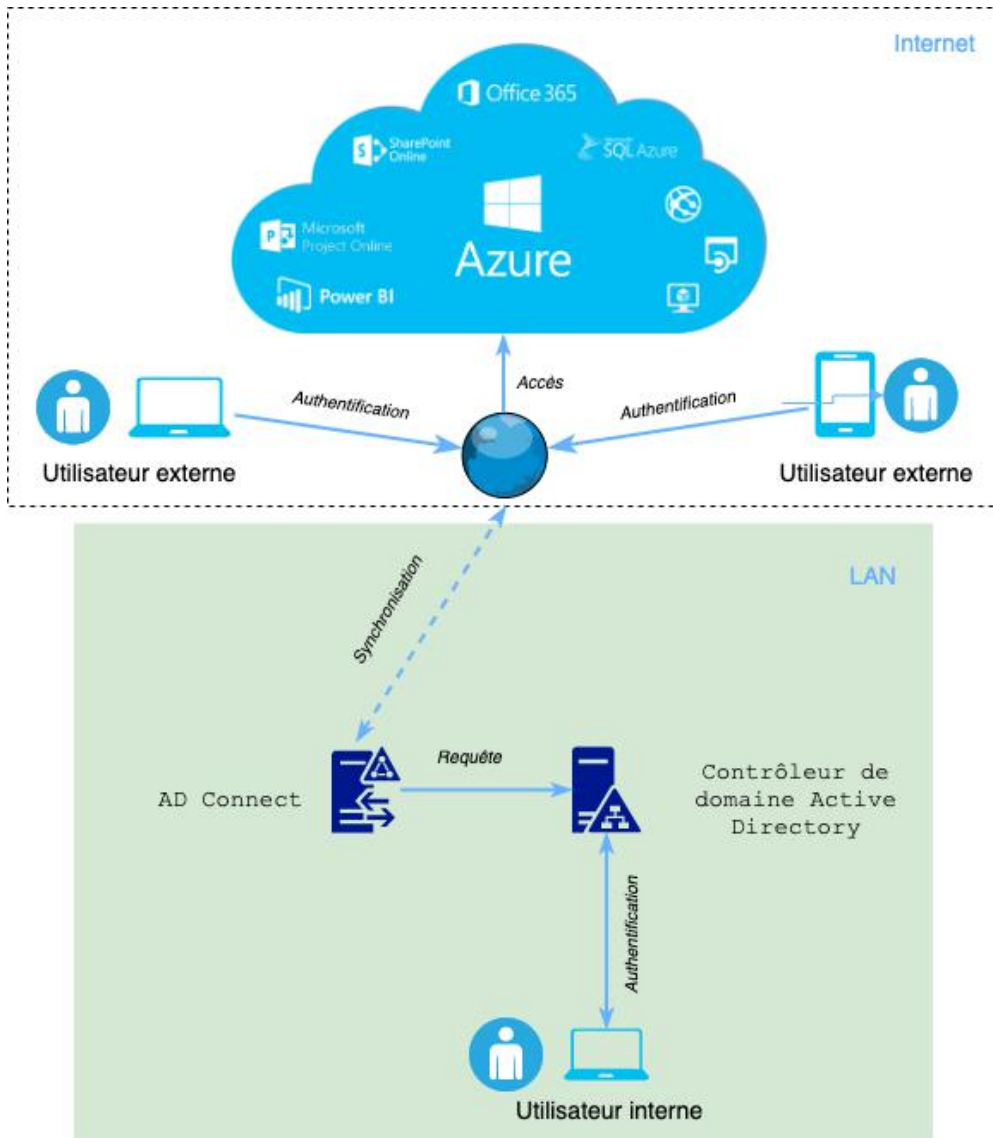 Internet
Office 365
SharePoint
Online
SQL Azure
Microsoft
Project Online
Azure
Power BI
Accès
Authentification
Authentification
Utilisateur externe
Utilisateur externe
LAN
Synchronisation
Requête
AD Connect
Contrôleur de
domaine Active
Directory
Authentification
Utilisateur interne